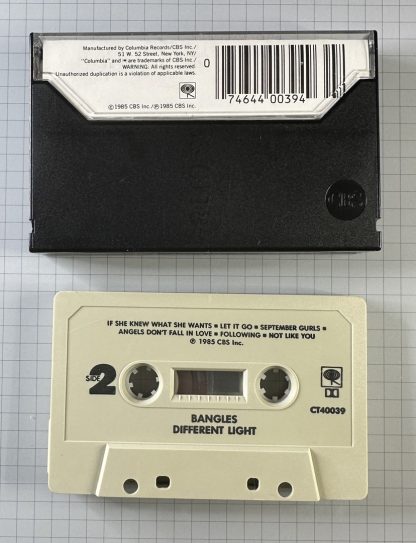 Manufactured by Columbia Records/CBS Inc./
51 W. 52 Street, New York, NY/
"Columbia" and are trademarks of CBS Inc./
WARNING: All rights reserved.
Unauthorized duplication is a violation of applicable laws.
℗1985 CBS Inc./℗1985 CBS Inc.
0
74644 00394
CBS
IF SHE KNEW WHAT SHE WANTS ■ LET IT GO ■ SEPTEMBER GURLS ■
ANGELS DON'T FALL IN LOVE ■ FOLLOWING ■ NOT LIKE YOU
℗ 1985 CBS Inc.
SIDE 2
CT40039
BANGLES
DIFFERENT LIGHT